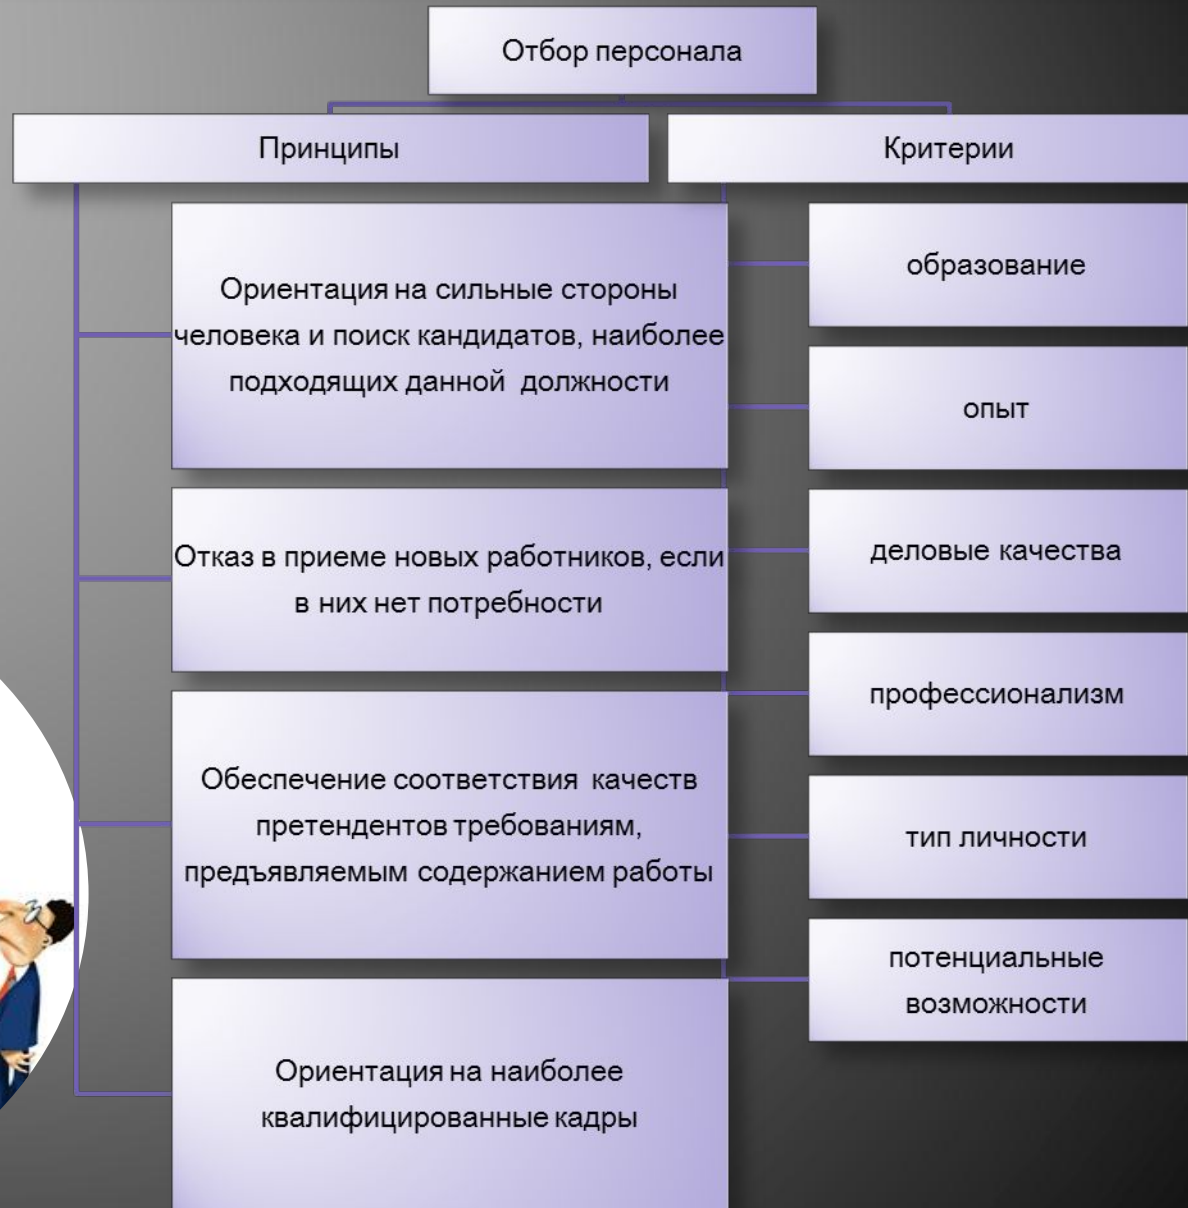 Отбор персонала
Принципы
Ориентация на сильные стороны
человека и поиск кандидатов, наиболее
подходящих данной должности
Отказ в приеме новых работников, если
в них нет потребности
Обеспечение соответствия качеств
претендентов требованиям,
предъявляемым содержанием работы
Ориентация на наиболее
квалифицированные кадры
Критерии
образование
опыт
деловые качества
профессионализм
тип личности
потенциальные
возможности